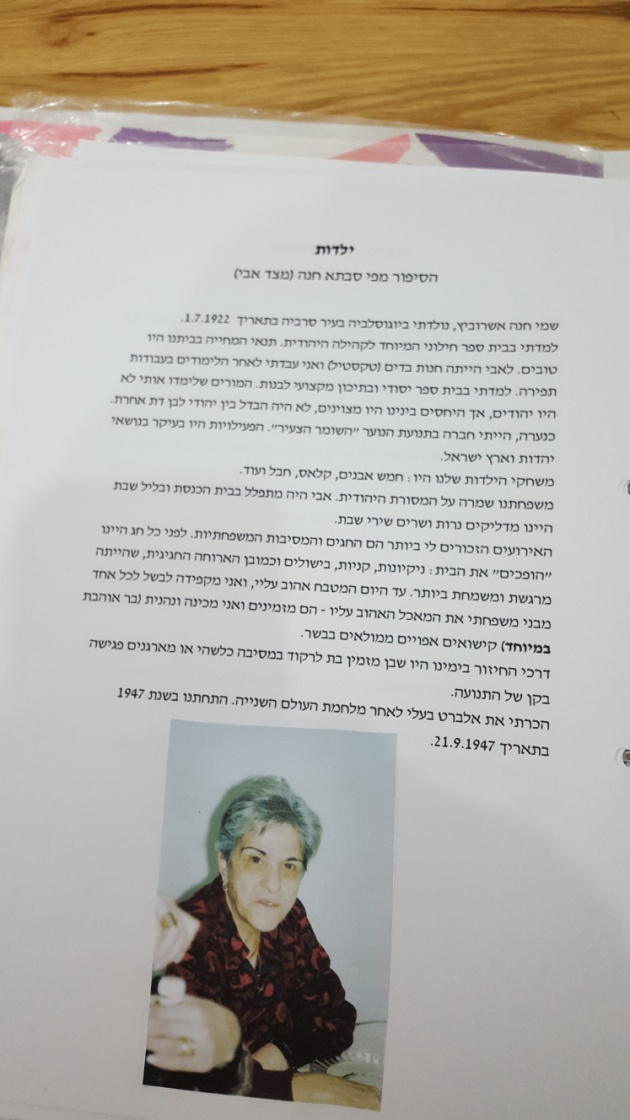 ילדות
הסיפור מפי סבתא חנה (מצד אבי)
שמי חנה אשרוביץ, נולדתי ביוגוסלביה בעיר סרביה בתאריך 1.7.1922.
למדתי בבית ספר חילוני המיוחד לקהילה היהודית. תנאי המחייה בביתנו היו
טובים. לאבי הייתה חנות בדים (טקסטיל) ואני עבדתי לאחר הלימודים בעבודות
תפירה. למדתי בבית ספר יסודי ובתיכון מקצועי לבנות. המורים שלימדו אותי לא
היו יהודים, אך היחסים בינינו היו מצוינים, לא היה הבדל בין יהודי לבן דת אחרת.
כנערה, הייתי חברה בתנועת הנוער "השומר הצעיר". הפעילויות היו בעיקר בנושאי
יהדות וארץ ישראל.
משחקי הילדות שלנו היו: חמש אבנים, קלאס, חבל ועוד.
משפחתנו שמרה על המסורת היהודית. אבי היה מתפלל בבית הכנסת ובליל שבת
היינו מדליקים נרות ושרים שירי שבת.
האירועים הזכורים לי ביותר הם החגים והמסיבות המשפחתיות. לפני כל חג היינו
"הופכים" את הבית: ניקיונות, קניות, בישולים וכמובן הארוחה החגיגית, שהייתה
מרגשת ומשמחת ביותר. עד היום המטבח אהוב עליי, ואני מקפידה לבשל לכל אחד
מבני משפחתי את המאכל האהוב עליו - הם מזמינים ואני מכינה ונהנית (בר אוהבת
במיוחד) קישואים אפויים ממולאים בבשר.
דרכי החיזור בימינו היו שבן מזמין בת לרקוד במסיבה כלשהי או מארגנים פגישה
בקן של התנועה.
הכרתי את אלברט בעלי לאחר מלחמת העולם השנייה. התחתנו בשנת 1947
בתאריך 21.9.1947.